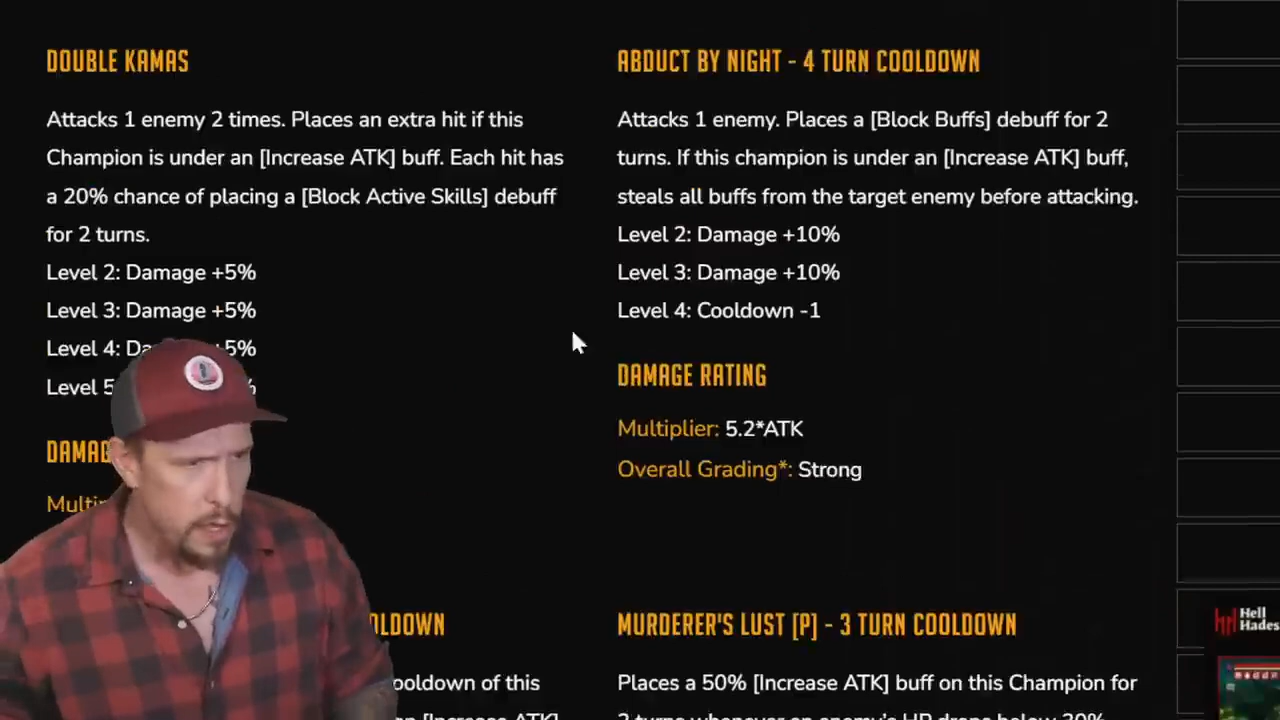 DOUBLE KAMAS
Attacks 1 enemy 2 times. Places an extra hit if this
Champion is under an [Increase ATK] buff. Each hit has
a 20% chance of placing a [Block Active Skills] debuff
for 2 turns.
Level 2: Damage +5%
Level 3: Damage +5%
Level 4: 5%
Level 5
ABDUCT BY NIGHT - 4 TURN COOLDOWN
Attacks 1 enemy. Places a [Block Buffs] debuff for 2
turns. If this champion is under an [Increase ATK] buff,
steals all buffs from the target enemy before attacking.
Level 2: Damage +10%
Level 3: Damage +10%
Level 4: Cooldown -1
DAMAGE RATING
Multiplier: 5.2*ATK
Overall Grading*: Strong
MURDERER'S LUST [P] - 3 TURN COOLDOWN
Places a 50% [Increase ATK] buff on this Champion for
of this
Hell
Hades